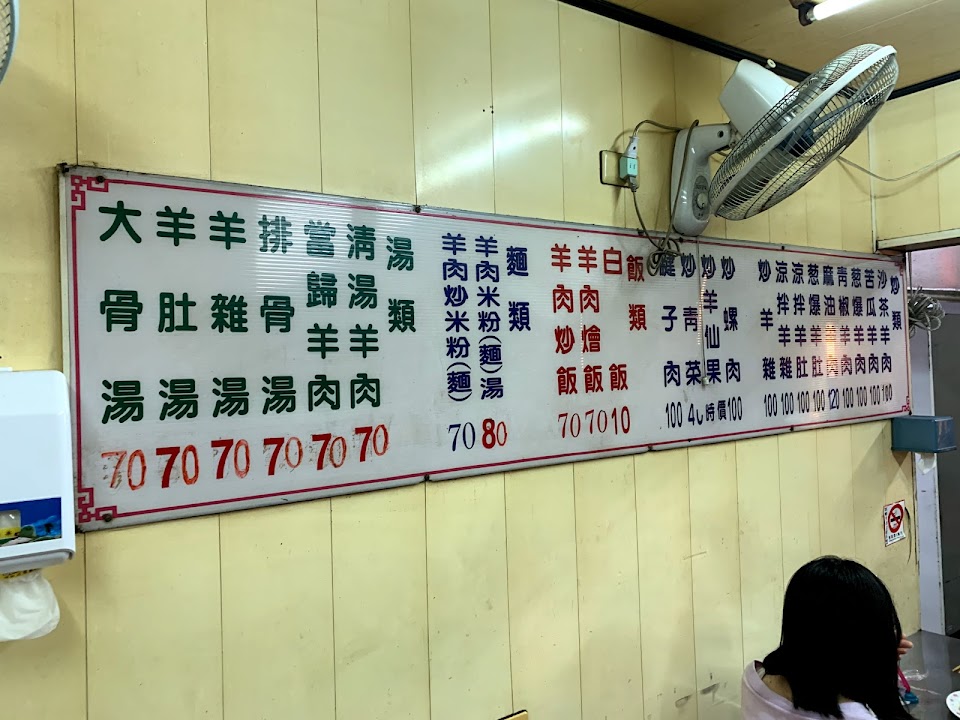 炒類
沙茶羊肉 100
苦瓜羊肉 100
葱爆羊肉 100
青椒羊肉 100
麻油羊肉 120
葱爆羊肚 100
涼拌羊肚 100
涼拌羊雜 100
炒羊雜 100
炒螺肉 100
炒羊仙果 時價
炒青菜 40
腱子肉 100
飯類
白飯 10
羊肉燴飯 70
羊肉炒飯 70
麵類
羊肉米粉(麵)湯 80
羊肉炒米粉(麵) 70
湯類
清湯羊肉 70
當歸羊肉 70
排骨湯 70
羊雜湯 70
羊肚湯 70
大骨湯 70